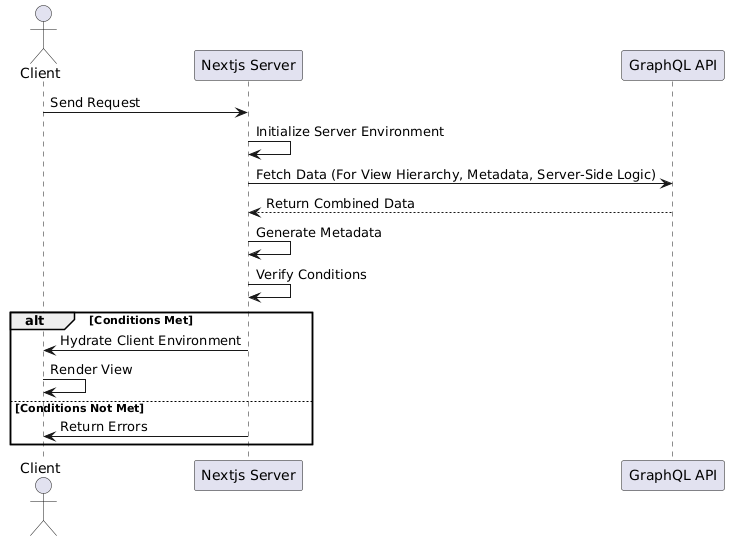 Client
Nextjs Server
GraphQL API
Send Request
Initialize Server Environment
Fetch Data (For View Hierarchy, Metadata, Server-Side Logic)
Return Combined Data
Generate Metadata
Verify Conditions
alt [Conditions Met]
Hydrate Client Environment
Render View
[Conditions Not Met]
Return Errors
Client
Nextjs Server
GraphQL API